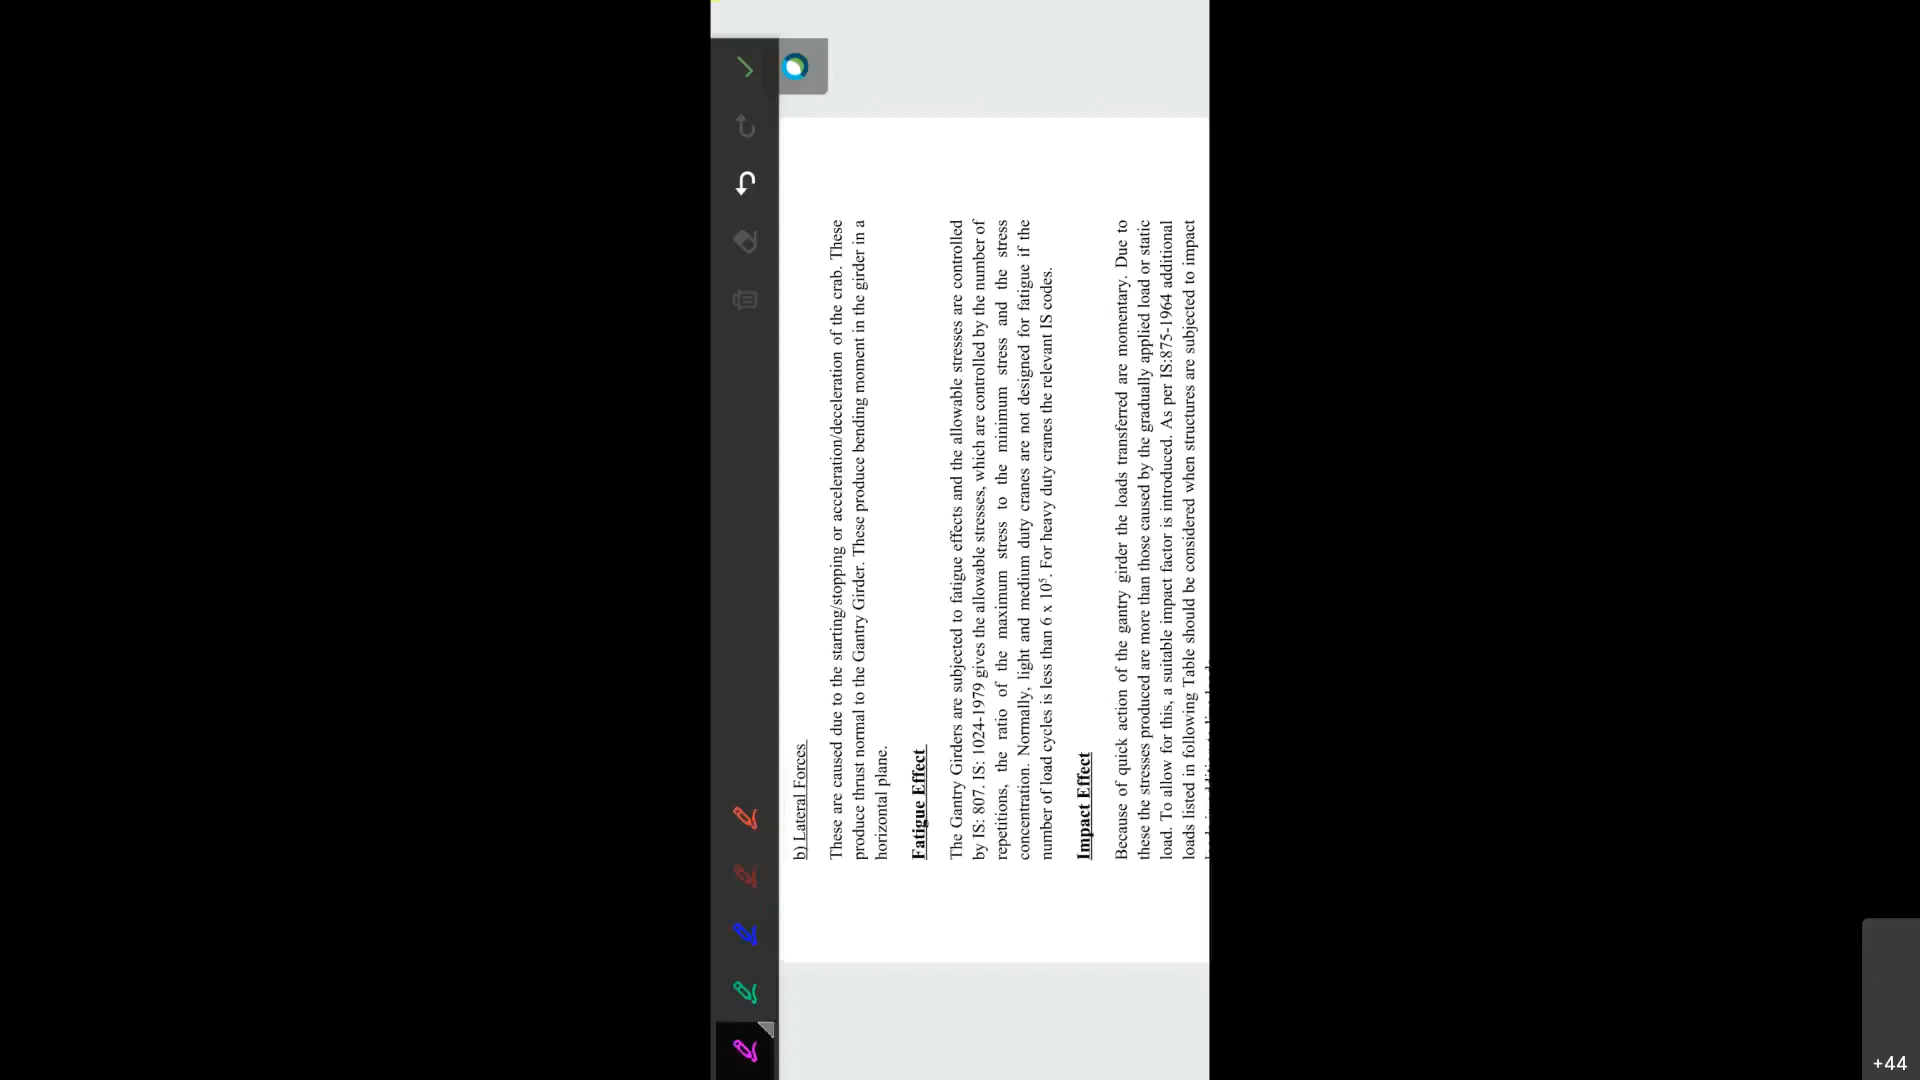 b) Lateral Forces
These are caused due to the starting/stopping or acceleration/deceleration of the crab. These
produce thrust normal to the Gantry Girder. These produce bending moment in the girder in a
horizontal plane.
Fatigue Effect
The Gantry Girders are subjected to fatigue effects and the allowable stresses are controlled
by IS: 807. IS: 1024-1979 gives the allowable stresses, which are controlled by the number of
repetitions, the ratio of the maximum stress to the minimum stress and the stress
concentration. Normally, light and medium duty cranes are not designed for fatigue if the
number of load cycles is less than 6 x 10⁵. For heavy duty cranes the relevant IS codes.
Impact Effect
Because of quick action of the gantry girder the loads transferred are momentary. Due to
these the stresses produced are more than those caused by the gradually applied load or static
load. To allow for this, a suitable impact factor is introduced. As per IS:875-1964 additional
loads listed in following Table should be considered when structures are subjected to impact
+44